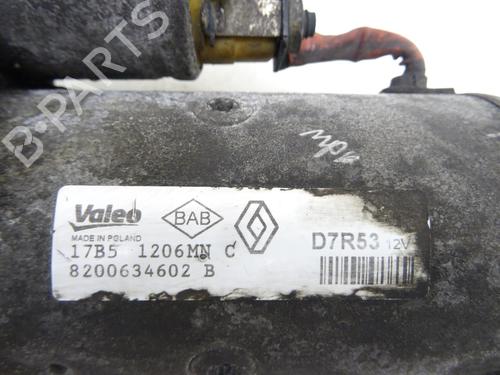 B-PARTS
Valeo BAB D7R53 12V
MADE IN POLAND
17B5 1206MN C
8200634602 B